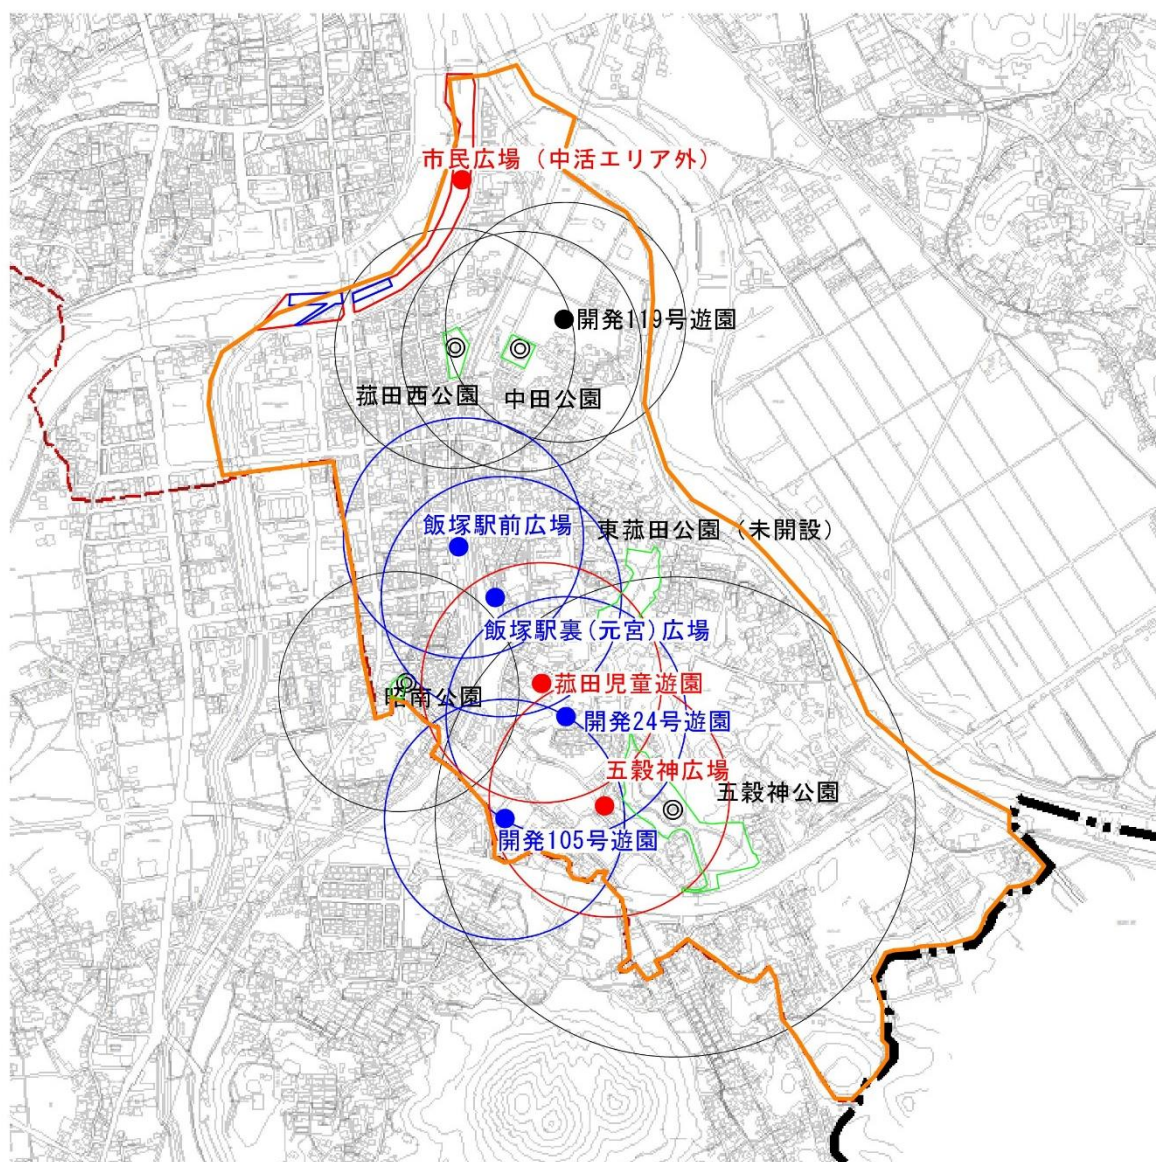 市民広場（中活エリア外）
開発119号遊園
菰田西公園
中田公園
飯塚駅前広場
東菰田公園（未開設）
飯塚駅裏(元宮)広場
菰田児童遊園
昭南公園
開発24号遊園
五穀神広場
五穀神公園
開発105号遊園